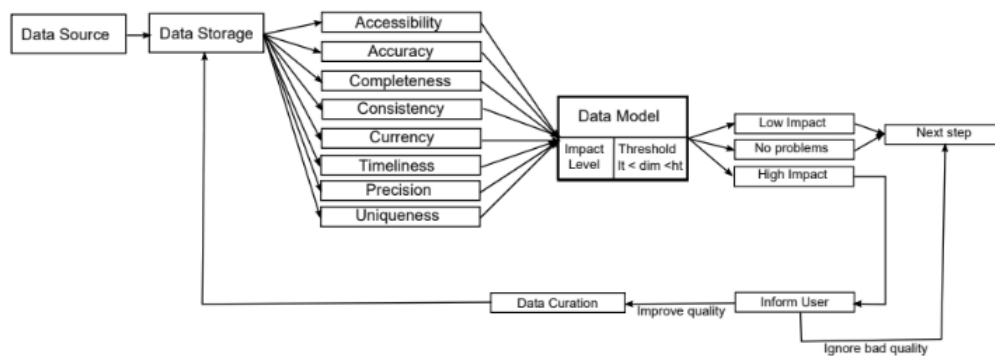 Data Source
Data Storage
Accessibility
Accuracy
Completeness
Consistency
Currency
Timeliness
Precision
Uniqueness
Data Model
Impact
Level
Threshold
lt < dim <ht
Low Impact
No problems
High Impact
Next step
Data Curation
Improve quality
Inform User
Ignore bad quality